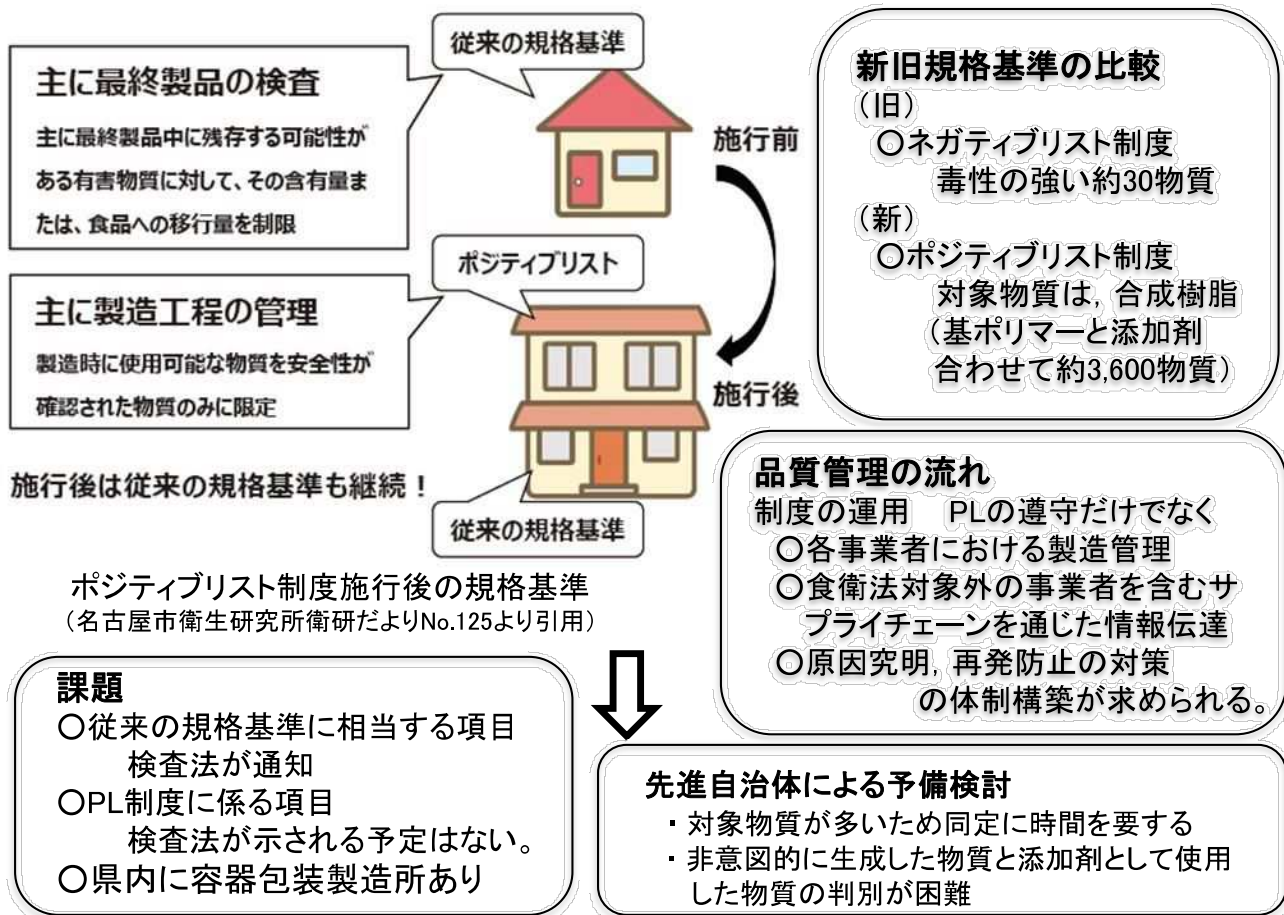 従来の規格基準
主に最終製品の検査
主に最終製品中に残存する可能性が
ある有害物質に対して、その含有量ま
たは、食品への移行量を制限
施行前
ポジティブリスト
主に製造工程の管理
製造時に使用可能な物質を安全性が
確認された物質のみに限定
施行後
施行後は従来の規格基準も継続！
従来の規格基準
ポジティブリスト制度施行後の規格基準
（名古屋市衛生研究所衛研だよりNo.125より引用）
新旧規格基準の比較
（旧）
○ネガティブリスト制度
毒性の強い約30物質
（新）
○ポジティブリスト制度
対象物質は，合成樹脂
（基ポリマーと添加剤
合わせて約3,600物質）
品質管理の流れ
制度の運用　PLの遵守だけでなく
○各事業者における製造管理
○食衛法対象外の事業者を含むサ
プライチェーンを通じた情報伝達
○原因究明，再発防止の対策
の体制構築が求められる。
課題
○従来の規格基準に相当する項目
検査法が通知
○PL制度に係る項目
検査法が示される予定はない。
○県内に容器包装製造所あり
先進自治体による予備検討
・対象物質が多いため同定に時間を要する
・非意図的に生成した物質と添加剤として使用
した物質の判別が困難